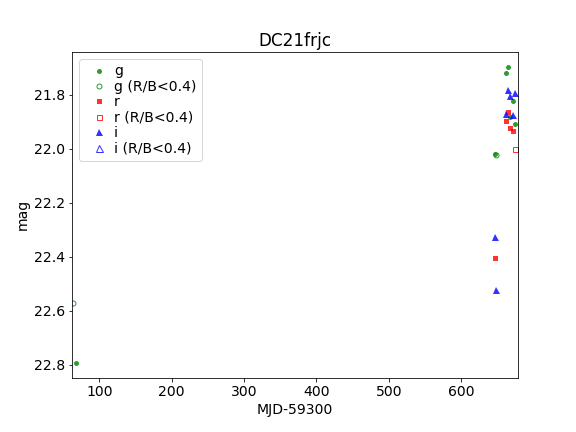 DC21frjc
g
g (R/B<0.4)
r
r (R/B<0.4)
i
i (R/B<0.4)
21.8
22.0
22.2
22.4
22.6
22.8
mag
100 200 300 400 500 600
MJD-59300